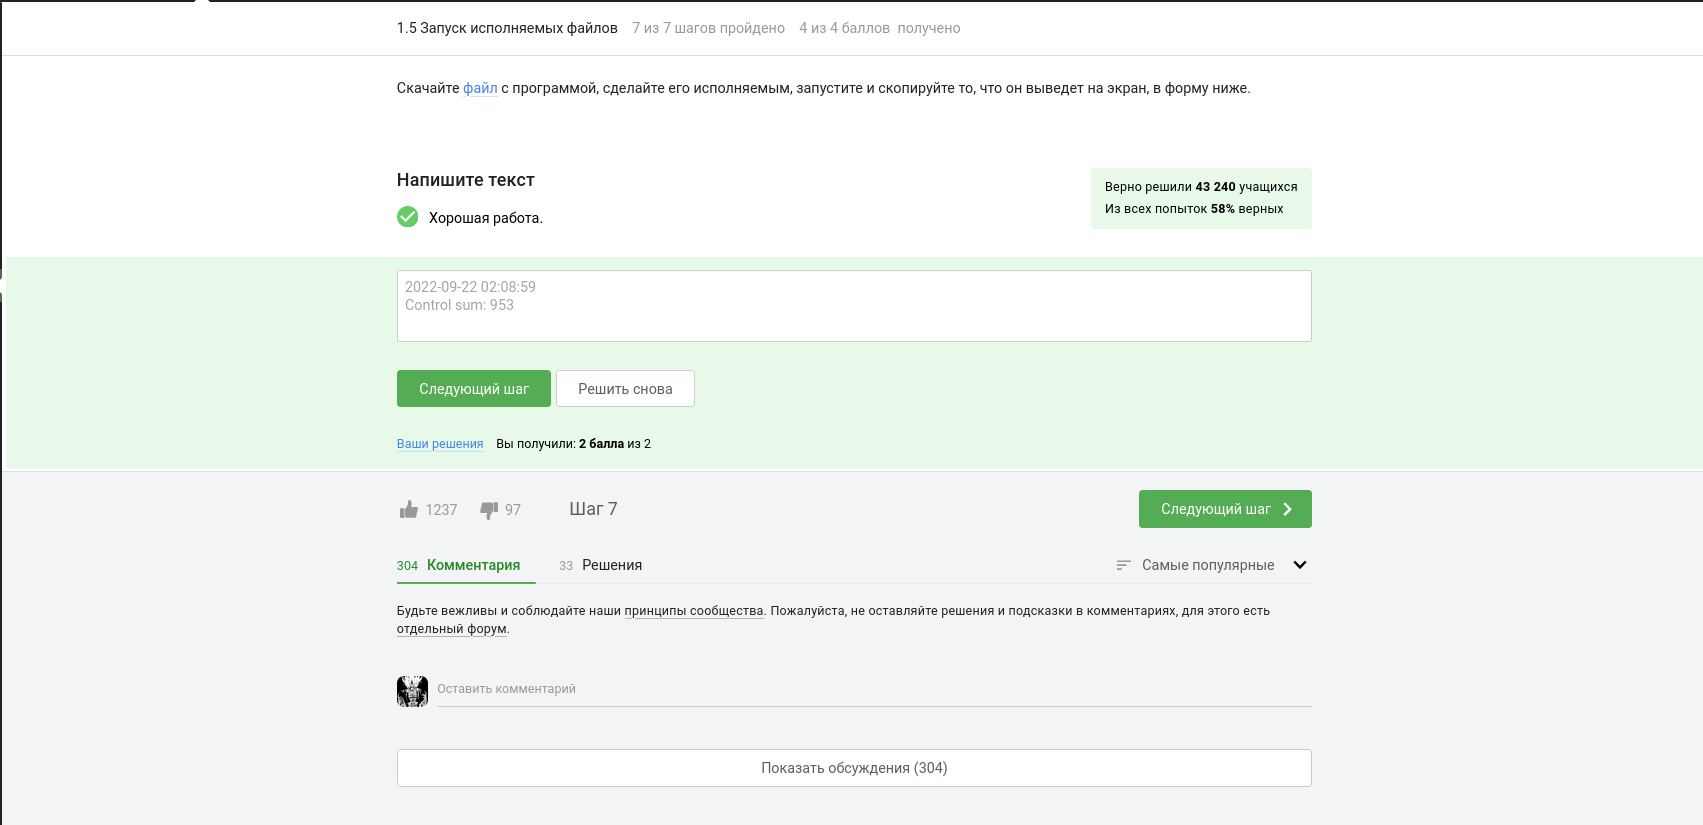 1.5 Запуск исполняемых файлов 7 из 7 шагов пройдено 4 из 4 баллов получено
Скачайте файл с программой, сделайте его исполняемым, запустите и скопируйте то, что он выведет на экран, в форму ниже.
Напишите текст
Верно решили 43 240 учащихся
Из всех попыток 58% верных
Хорошая работа.
2022-09-22 02:08:59
Control sum: 953
Следующий шаг Решить снова
Ваши решения Вы получили: 2 балла из 2
1237 97 Шаг 7 Следующий шаг
304 Комментария 33 Решения Самые популярные
Будьте вежливы и соблюдайте наши принципы сообщества. Пожалуйста, не оставляйте решения и подсказки в комментариях, для этого есть
отдельный форум.
Оставить комментарий
Показать обсуждения (304)